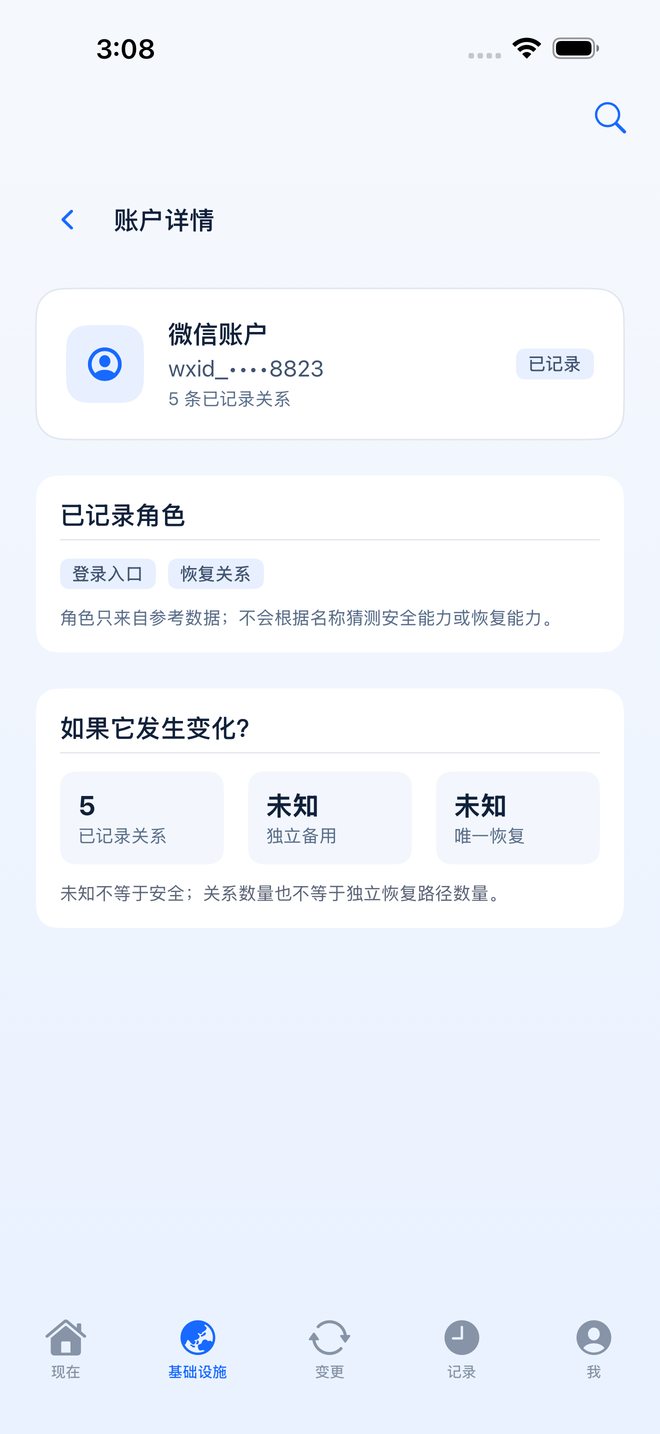 3:08
账户详情
微信账户
wxid_••••8823
5 条已记录关系
已记录
已记录角色
登录入口
恢复关系
角色只来自参考数据；不会根据名称猜测安全能力或恢复能力。
如果它发生变化?
5
已记录关系
未知
独立备用
未知
唯一恢复
未知不等于安全；关系数量也不等于独立恢复路径数量。
现在
基础设施
变更
记录
我